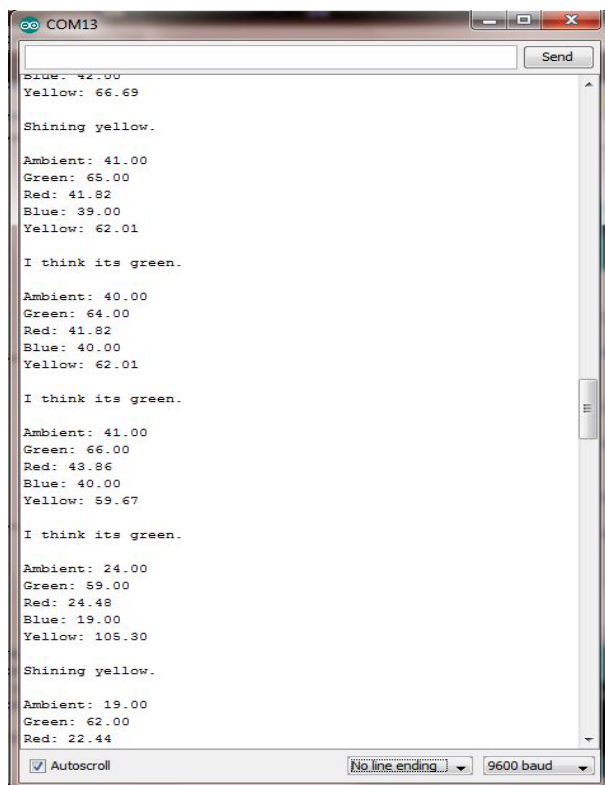 COM13
Send
Blue: 42.00
Yellow: 66.69
Shining yellow.
Ambient: 41.00
Green: 65.00
Red: 41.82
Blue: 39.00
Yellow: 62.01
I think its green.
Ambient: 40.00
Green: 64.00
Red: 41.82
Blue: 40.00
Yellow: 62.01
I think its green.
Ambient: 41.00
Green: 66.00
Red: 43.86
Blue: 40.00
Yellow: 59.67
I think its green.
Ambient: 24.00
Green: 59.00
Red: 24.48
Blue: 19.00
Yellow: 105.30
Shining yellow.
Ambient: 19.00
Green: 62.00
Red: 22.44
Autoscroll
No line ending
9600 baud